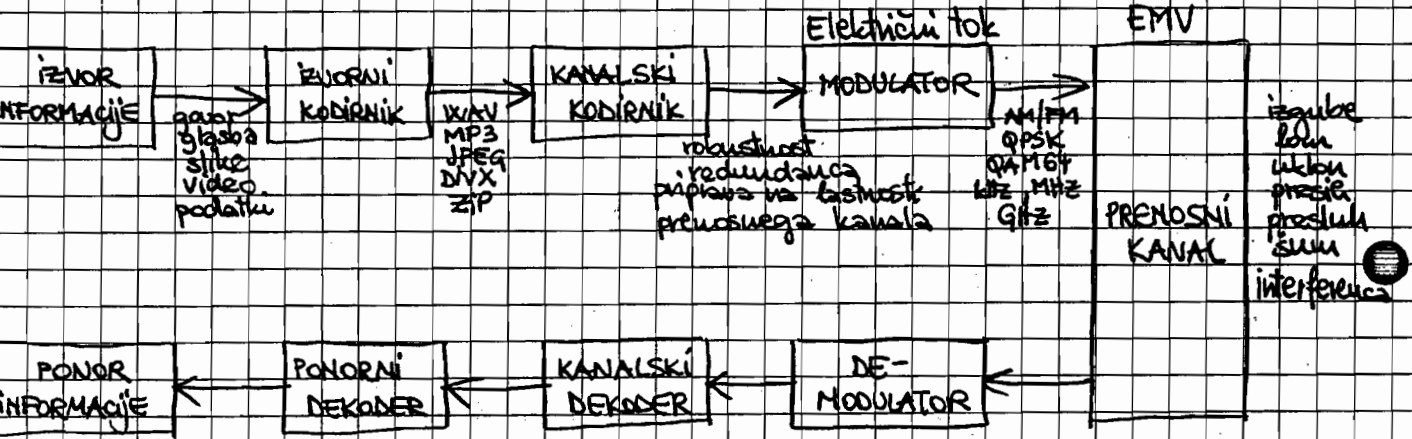 Električni tok
EMV
IZVOR
INFORMACIJE
govor
glasba
slike
video
podatki
IZVORNI
KODIRNIK
WAV
MP3
JPEG
DIVX
ZIP
KANALSKI
KODIRNIK
robustnost
redundanca
priprava na lastnosti
prenosnega kanala
MODULATOR
AM/FM
QPSK
QAM64
kHz, MHz
GHz
PRENOSNI
KANAL
izgube
lom
uklon
presih
presluh
šum
interferenca
DE-
MODULATOR
KANALSKI
DEKODER
PONORNI
DEKODER
PONOR
INFORMACIJE